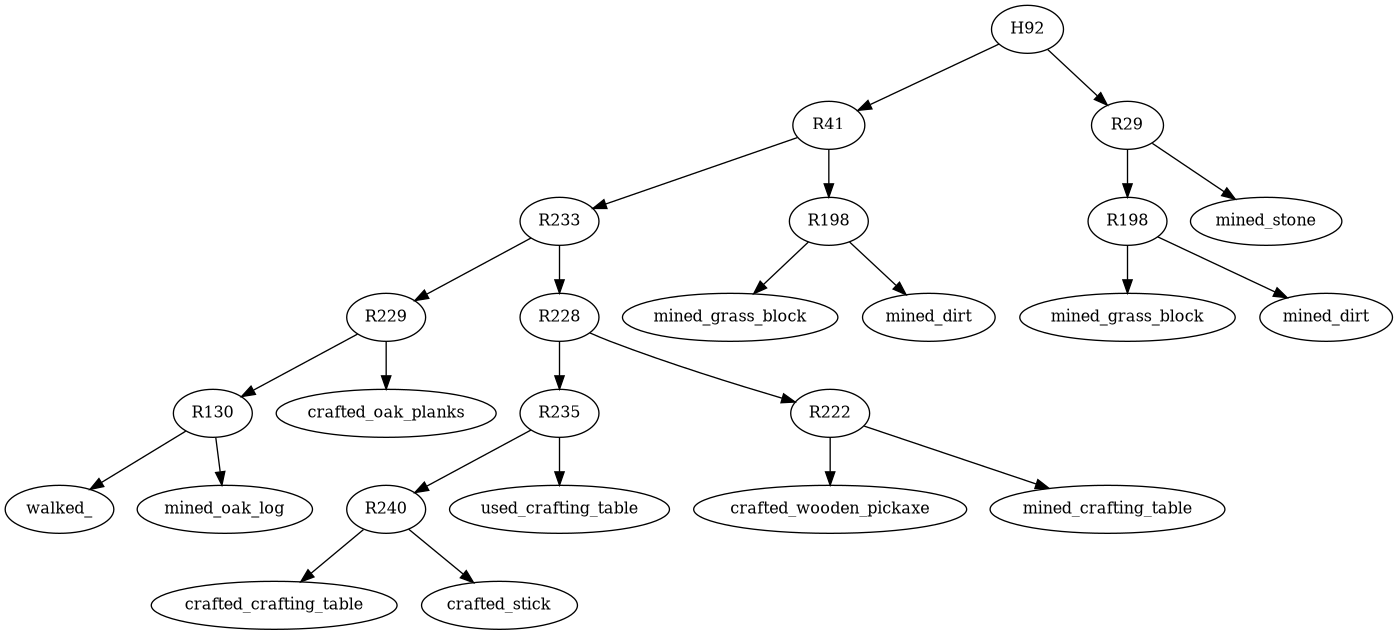 H92
R41
R29
R233
R198
R198
mined_stone
R229
R228
mined_grass_block
mined_dirt
mined_grass_block
mined_dirt
R130
crafted_oak_planks
R235
R222
walked_
mined_oak_log
R240
used_crafting_table
crafted_wooden_pickaxe
mined_crafting_table
crafted_crafting_table
crafted_stick